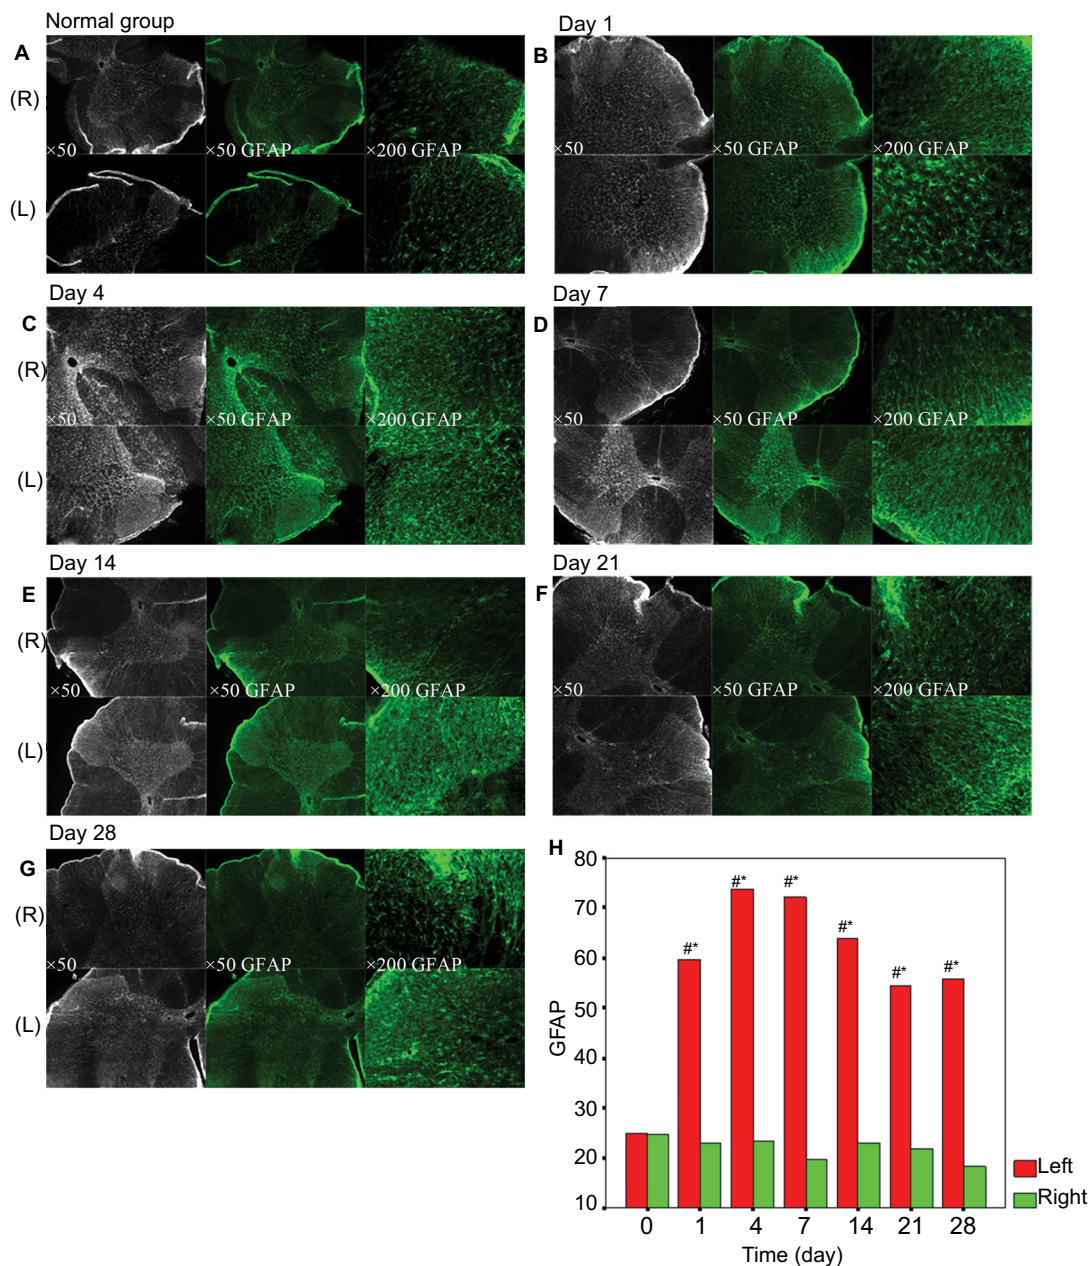 Normal group
A
(R)
×50
×50 GFAP
×200 GFAP
(L)
Day 1
B
×50
×50 GFAP
×200 GFAP
Day 4
C
(R)
×50
×50 GFAP
×200 GFAP
(L)
Day 7
D
×50
×50 GFAP
×200 GFAP
Day 14
E
(R)
×50
×50 GFAP
×200 GFAP
(L)
Day 21
F
×50
×50 GFAP
×200 GFAP
Day 28
G
(R)
×50
×50 GFAP
×200 GFAP
(L)
H
80
70
60
50
40
30
20
10
GFAP
#*
#*
#*
#*
#*
#*
0 1 4 7 14 21 28
Time (day)
Left
Right